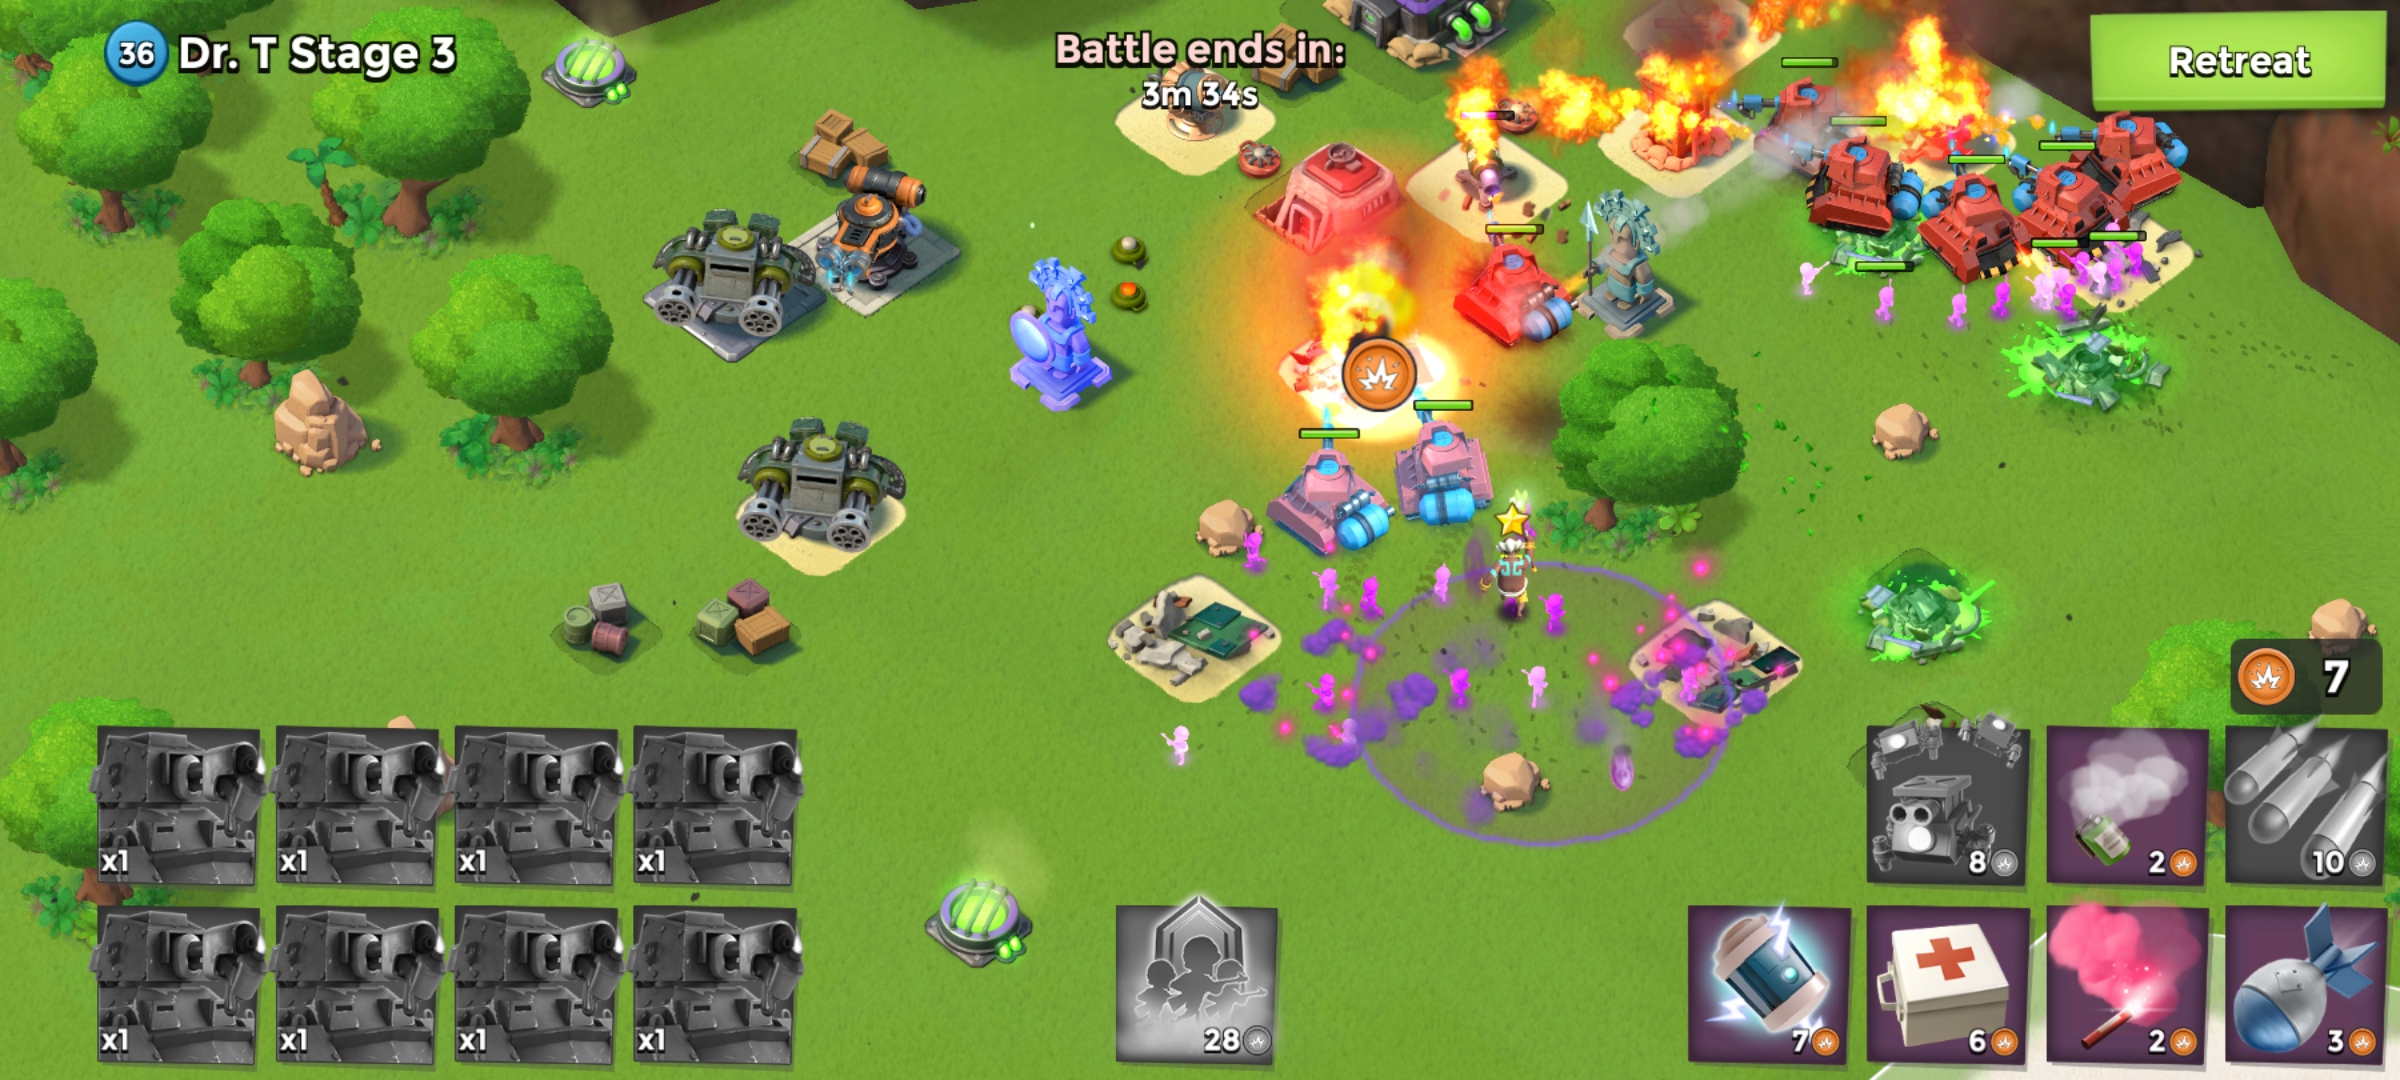 36 Dr. T Stage 3
Battle ends in:
3m 34s
Retreat
7
x1 x1 x1 x1
8 2 10
x1 x1 x1 x1
28 7 6 2 3